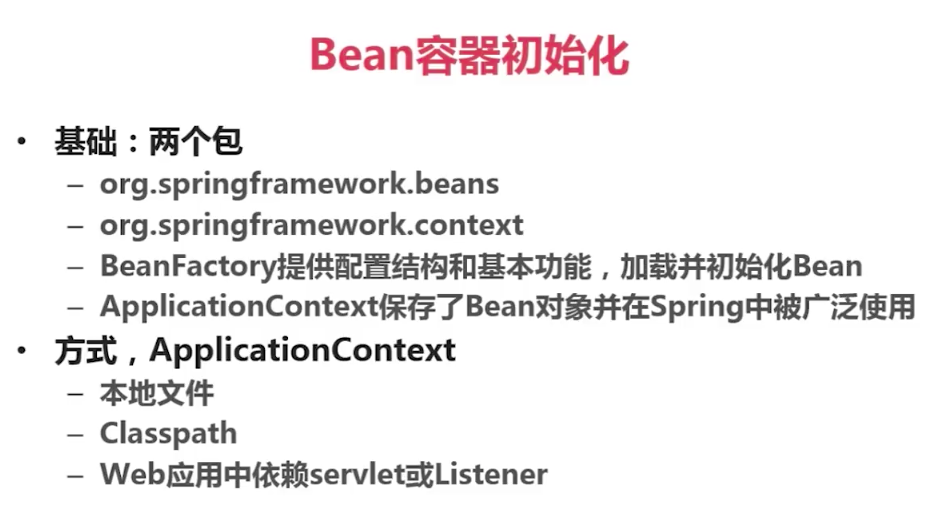 Bean容器初始化
• 基础：两个包
– org.springframework.beans
– org.springframework.context
– BeanFactory提供配置结构和基本功能，加载并初始化Bean
– ApplicationContext保存了Bean对象并在Spring中被广泛使用
• 方式，ApplicationContext
– 本地文件
– Classpath
– Web应用中依赖servlet或Listener